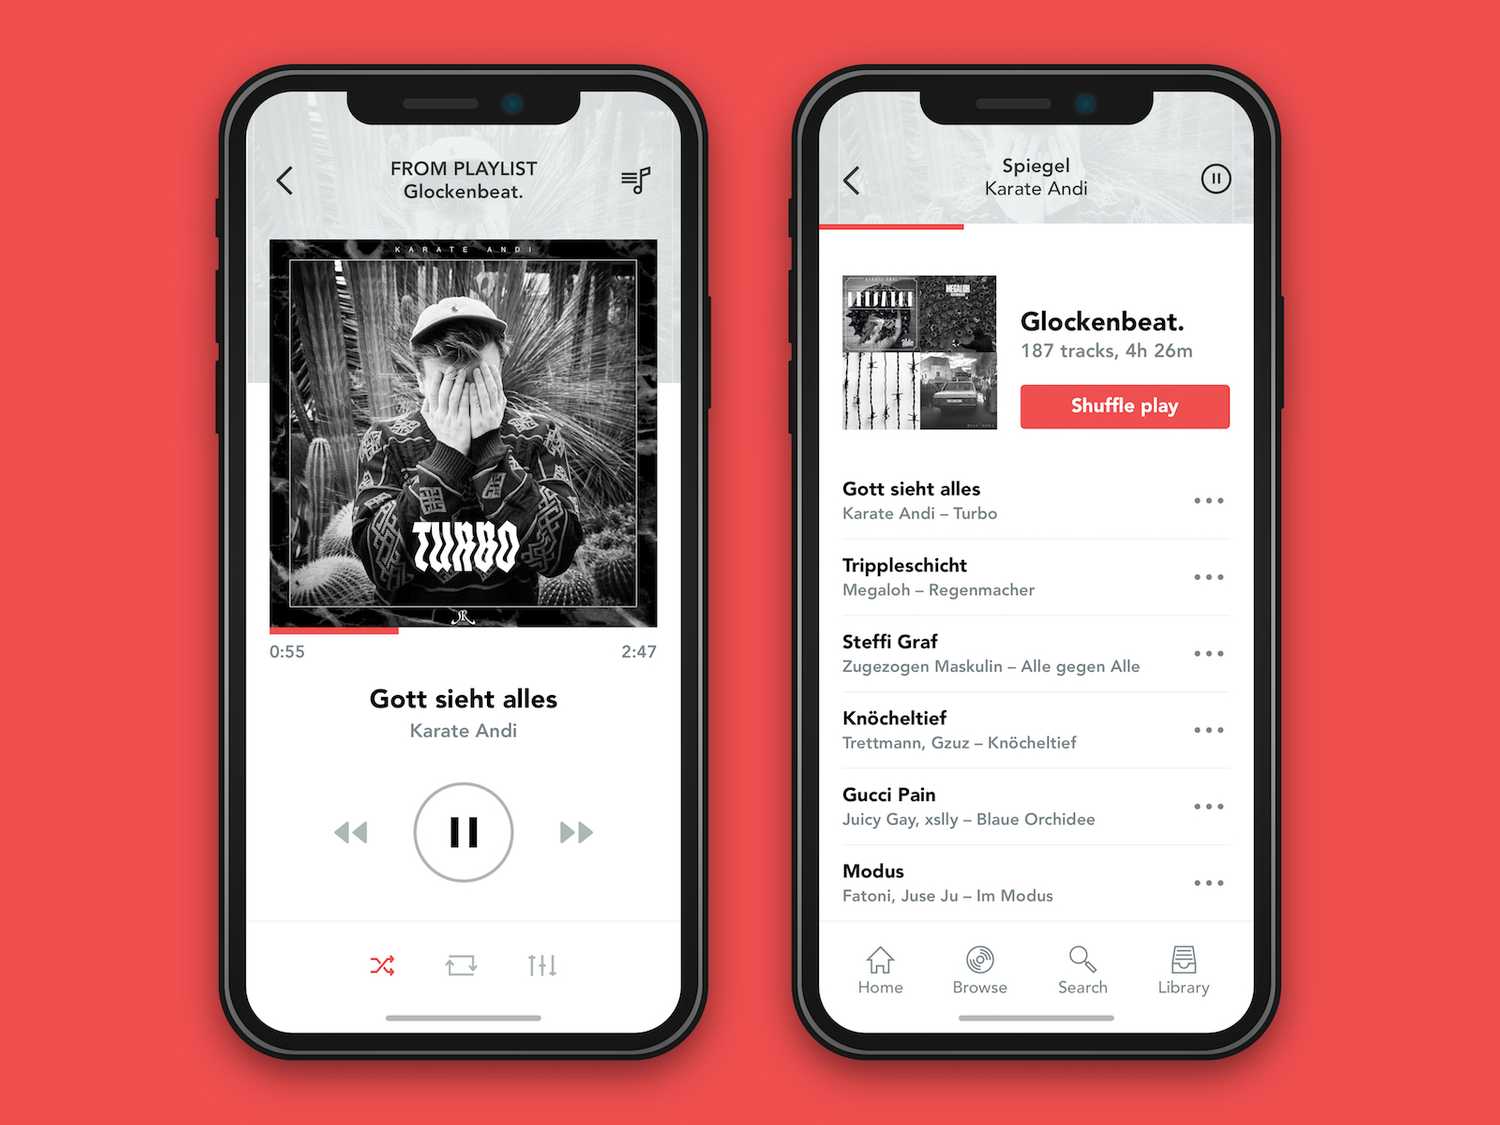 FROM PLAYLIST
Glockenbeat.
KARATE ANDI
TURBO
0:55
2:47
Gott sieht alles
Karate Andi
Spiegel
Karate Andi
MEGALOH
Glockenbeat.
187 tracks, 4h 26m
Shuffle play
Gott sieht alles
Karate Andi – Turbo
Trippleschicht
Megaloh – Regenmacher
Steffi Graf
Zugezogen Maskulin – Alle gegen Alle
Knöcheltief
Trettmann, Gzuz – Knöcheltief
Gucci Pain
Juicy Gay, xslly – Blaue Orchidee
Modus
Fatoni, Juse Ju – Im Modus
Home
Browse
Search
Library